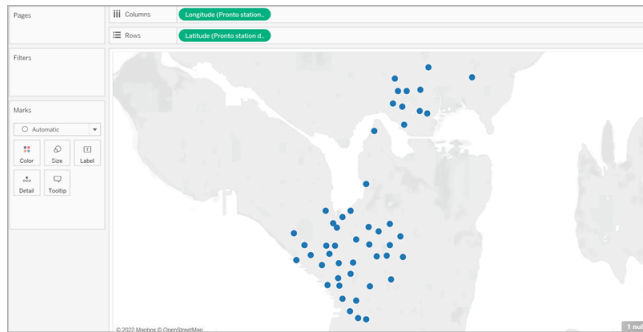 Pages
Columns
Longitude (Pronto station..
Rows
Latitude (Pronto station d..
Filters
Marks
Automatic
Color
Size
Label
Detail
Tooltip
© 2022 Mapbox © OpenStreetMap
1 nul